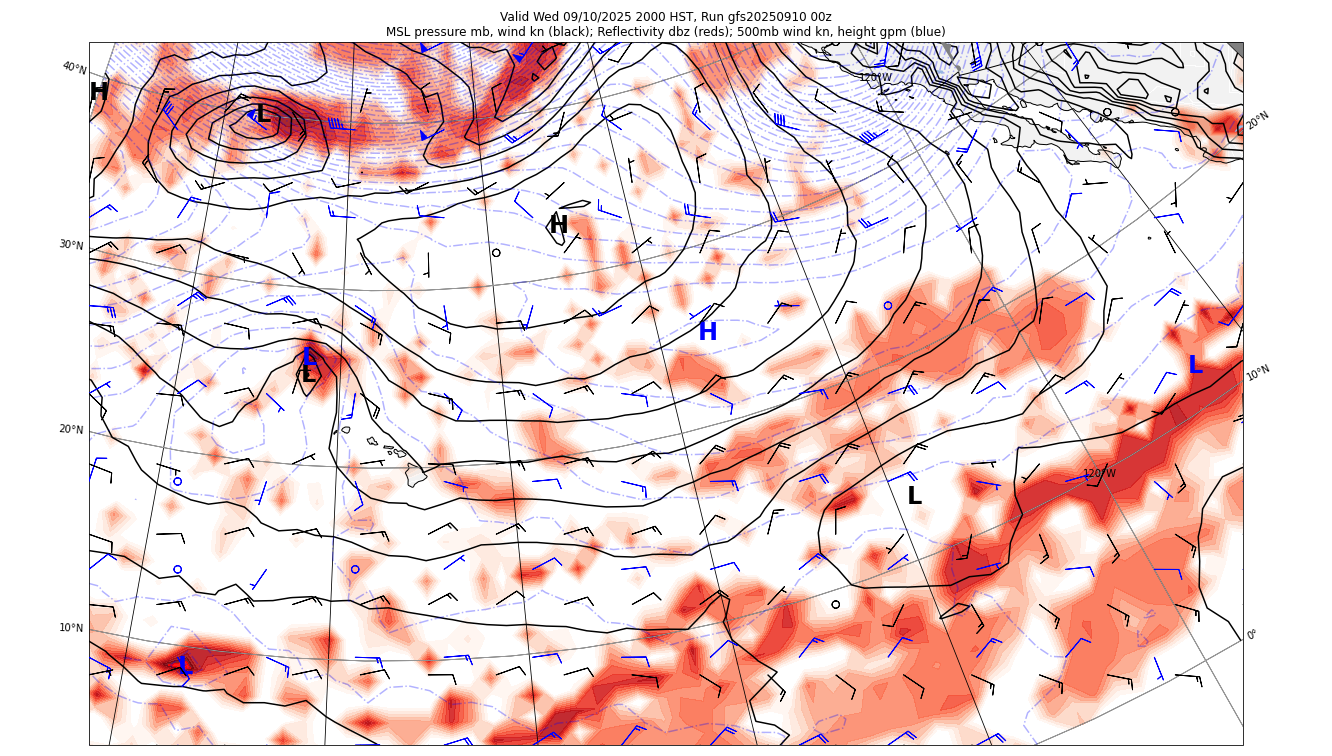 Valid Wed 09/10/2025 2000 HST, Run gfs20250910 00z
MSL pressure mb, wind kn (black); Reflectivity dbz (reds); 500mb wind kn, height gpm (blue)
40°N
120°W
H
L
20°N
H
30°N
H
L
L
L
10°N
20°N
120°W
L
10°N
0°
L